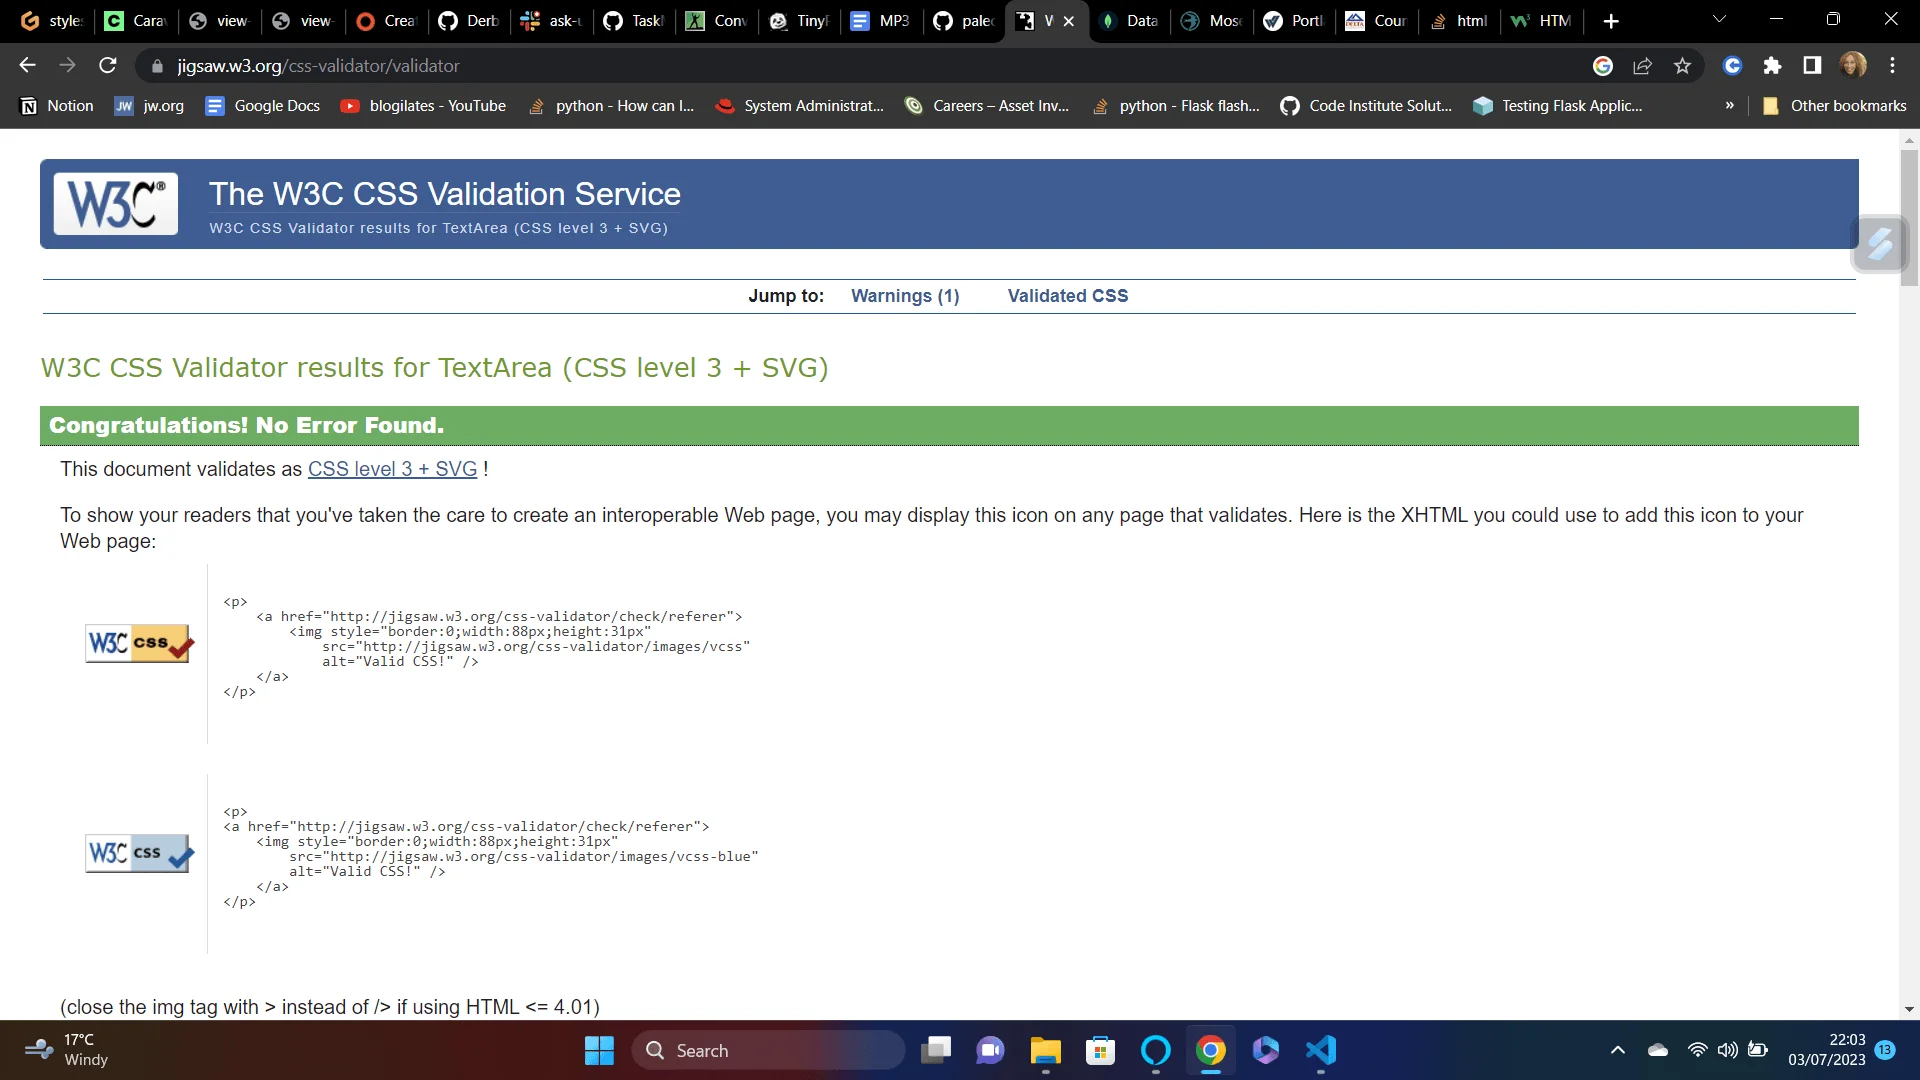 styles
Carav
view-
view-
Creat
Derb
ask-u
TaskM
Conv
TinyP
MP3
paleo
W
Data
Mose
Portl
Cour
html
HTM
jigsaw.w3.org/css-validator/validator
Notion
JW
jw.org
Google Docs
blogilates - YouTube
python - How can I...
System Administrat...
Careers – Asset Inv...
python - Flask flash...
Code Institute Solut...
Testing Flask Applic...
»
Other bookmarks
W3C®
The W3C CSS Validation Service
W3C CSS Validator results for TextArea (CSS level 3 + SVG)
Jump to: Warnings (1) Validated CSS
W3C CSS Validator results for TextArea (CSS level 3 + SVG)
Congratulations! No Error Found.
This document validates as CSS level 3 + SVG !
To show your readers that you've taken the care to create an interoperable Web page, you may display this icon on any page that validates. Here is the XHTML you could use to add this icon to your
Web page:
W3C css
<p>
<a href="http://jigsaw.w3.org/css-validator/check/referer">
<img style="border:0;width:88px;height:31px"
src="http://jigsaw.w3.org/css-validator/images/vcss"
alt="Valid CSS!" />
</a>
</p>
W3C css
<p>
<a href="http://jigsaw.w3.org/css-validator/check/referer">
<img style="border:0;width:88px;height:31px"
src="http://jigsaw.w3.org/css-validator/images/vcss-blue"
alt="Valid CSS!" />
</a>
</p>
(close the img tag with > instead of /> if using HTML <= 4.01)
17°C
Windy
Search
22:03
03/07/2023
13